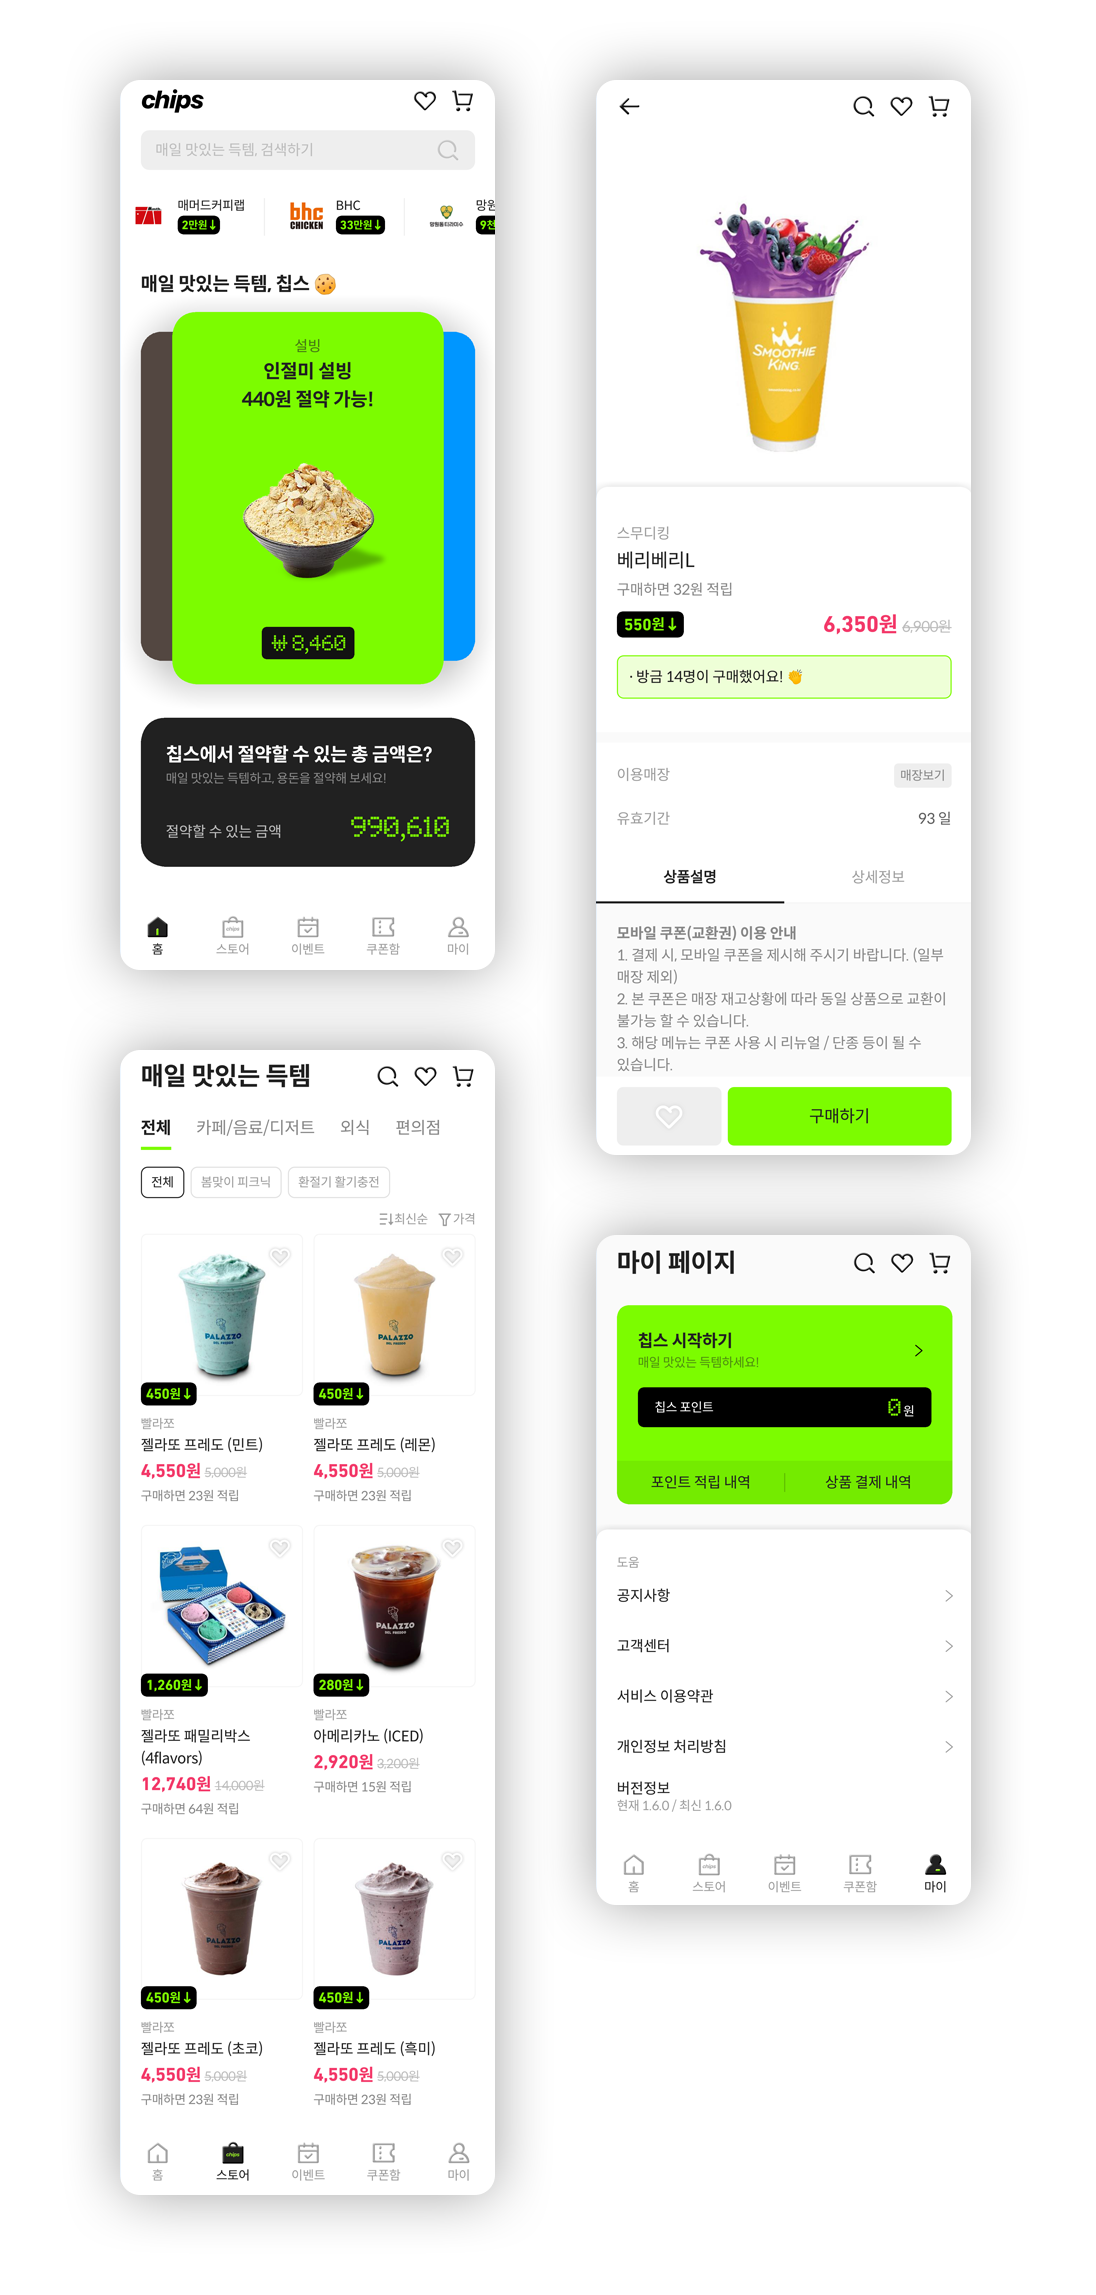 chips
매일 맛있는 득템, 검색하기
매머드커피랩
2만원↓
bhc
CHICKEN
BHC
33만원↓
망원동티라미수
망원
9천
매일 맛있는 득템, 칩스 🍪
설빙
인절미 설빙
440원 절약 가능!
₩8,460
칩스에서 절약할 수 있는 총 금액은?
매일 맛있는 득템하고, 용돈을 절약해 보세요!
절약할 수 있는 금액
990,610
홈
chips
스토어
이벤트
쿠폰함
마이
SMOOTHIE
KING
스무디킹
베리베리L
구매하면 32원 적립
550원↓
6,350원 6,900원
· 방금 14명이 구매했어요! 👏
이용매장
매장보기
유효기간
93 일
상품설명
상세정보
모바일 쿠폰(교환권) 이용 안내
1. 결제 시, 모바일 쿠폰을 제시해 주시기 바랍니다. (일부
매장 제외)
2. 본 쿠폰은 매장 재고상황에 따라 동일 상품으로 교환이
불가능 할 수 있습니다.
3. 해당 메뉴는 쿠폰 사용 시 리뉴얼 / 단종 등이 될 수
있습니다.
구매하기
매일 맛있는 득템
전체
카페/음료/디저트
외식
편의점
전체
봄맞이 피크닉
환절기 활기충전
최신순
가격
PALAZZO
DEL FREDDO
450원↓
빨라쪼
젤라또 프레도 (민트)
4,550원 5,000원
구매하면 23원 적립
PALAZZO
DEL FREDDO
450원↓
빨라쪼
젤라또 프레도 (레몬)
4,550원 5,000원
구매하면 23원 적립
1,260원↓
빨라쪼
젤라또 패밀리박스
(4flavors)
12,740원 14,000원
구매하면 64원 적립
PALAZZO
DEL FREDDO
280원↓
빨라쪼
아메리카노 (ICED)
2,920원 3,200원
구매하면 15원 적립
PALAZZO
DEL FREDDO
450원↓
빨라쪼
젤라또 프레도 (초코)
4,550원 5,000원
구매하면 23원 적립
PALAZZO
DEL FREDDO
450원↓
빨라쪼
젤라또 프레도 (흑미)
4,550원 5,000원
구매하면 23원 적립
홈
chips
스토어
이벤트
쿠폰함
마이
마이 페이지
칩스 시작하기
매일 맛있는 득템하세요!
칩스 포인트
0원
포인트 적립 내역
상품 결제 내역
도움
공지사항
고객센터
서비스 이용약관
개인정보 처리방침
버전정보
현재 1.6.0 / 최신 1.6.0
홈
chips
스토어
이벤트
쿠폰함
마이